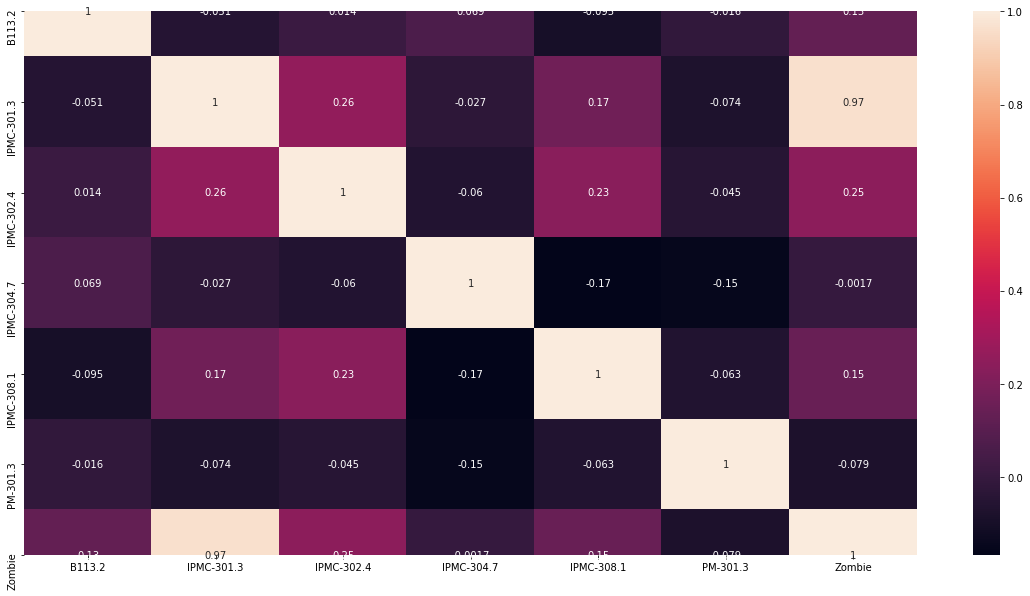 B113.2 1 -0.051 0.014 0.069 -0.095 -0.016 0.13
IPMC-301.3 -0.051 1 0.26 -0.027 0.17 -0.074 0.97
IPMC-302.4 0.014 0.26 1 -0.06 0.23 -0.045 0.25
IPMC-304.7 0.069 -0.027 -0.06 1 -0.17 -0.15 -0.0017
IPMC-308.1 -0.095 0.17 0.23 -0.17 1 -0.063 0.15
PM-301.3 -0.016 -0.074 -0.045 -0.15 -0.063 1 -0.079
Zombie 0.13 0.97 0.25 -0.0017 0.15 -0.079 1
B113.2 IPMC-301.3 IPMC-302.4 IPMC-304.7 IPMC-308.1 PM-301.3 Zombie
1.0
0.8
0.6
0.4
0.2
0.0